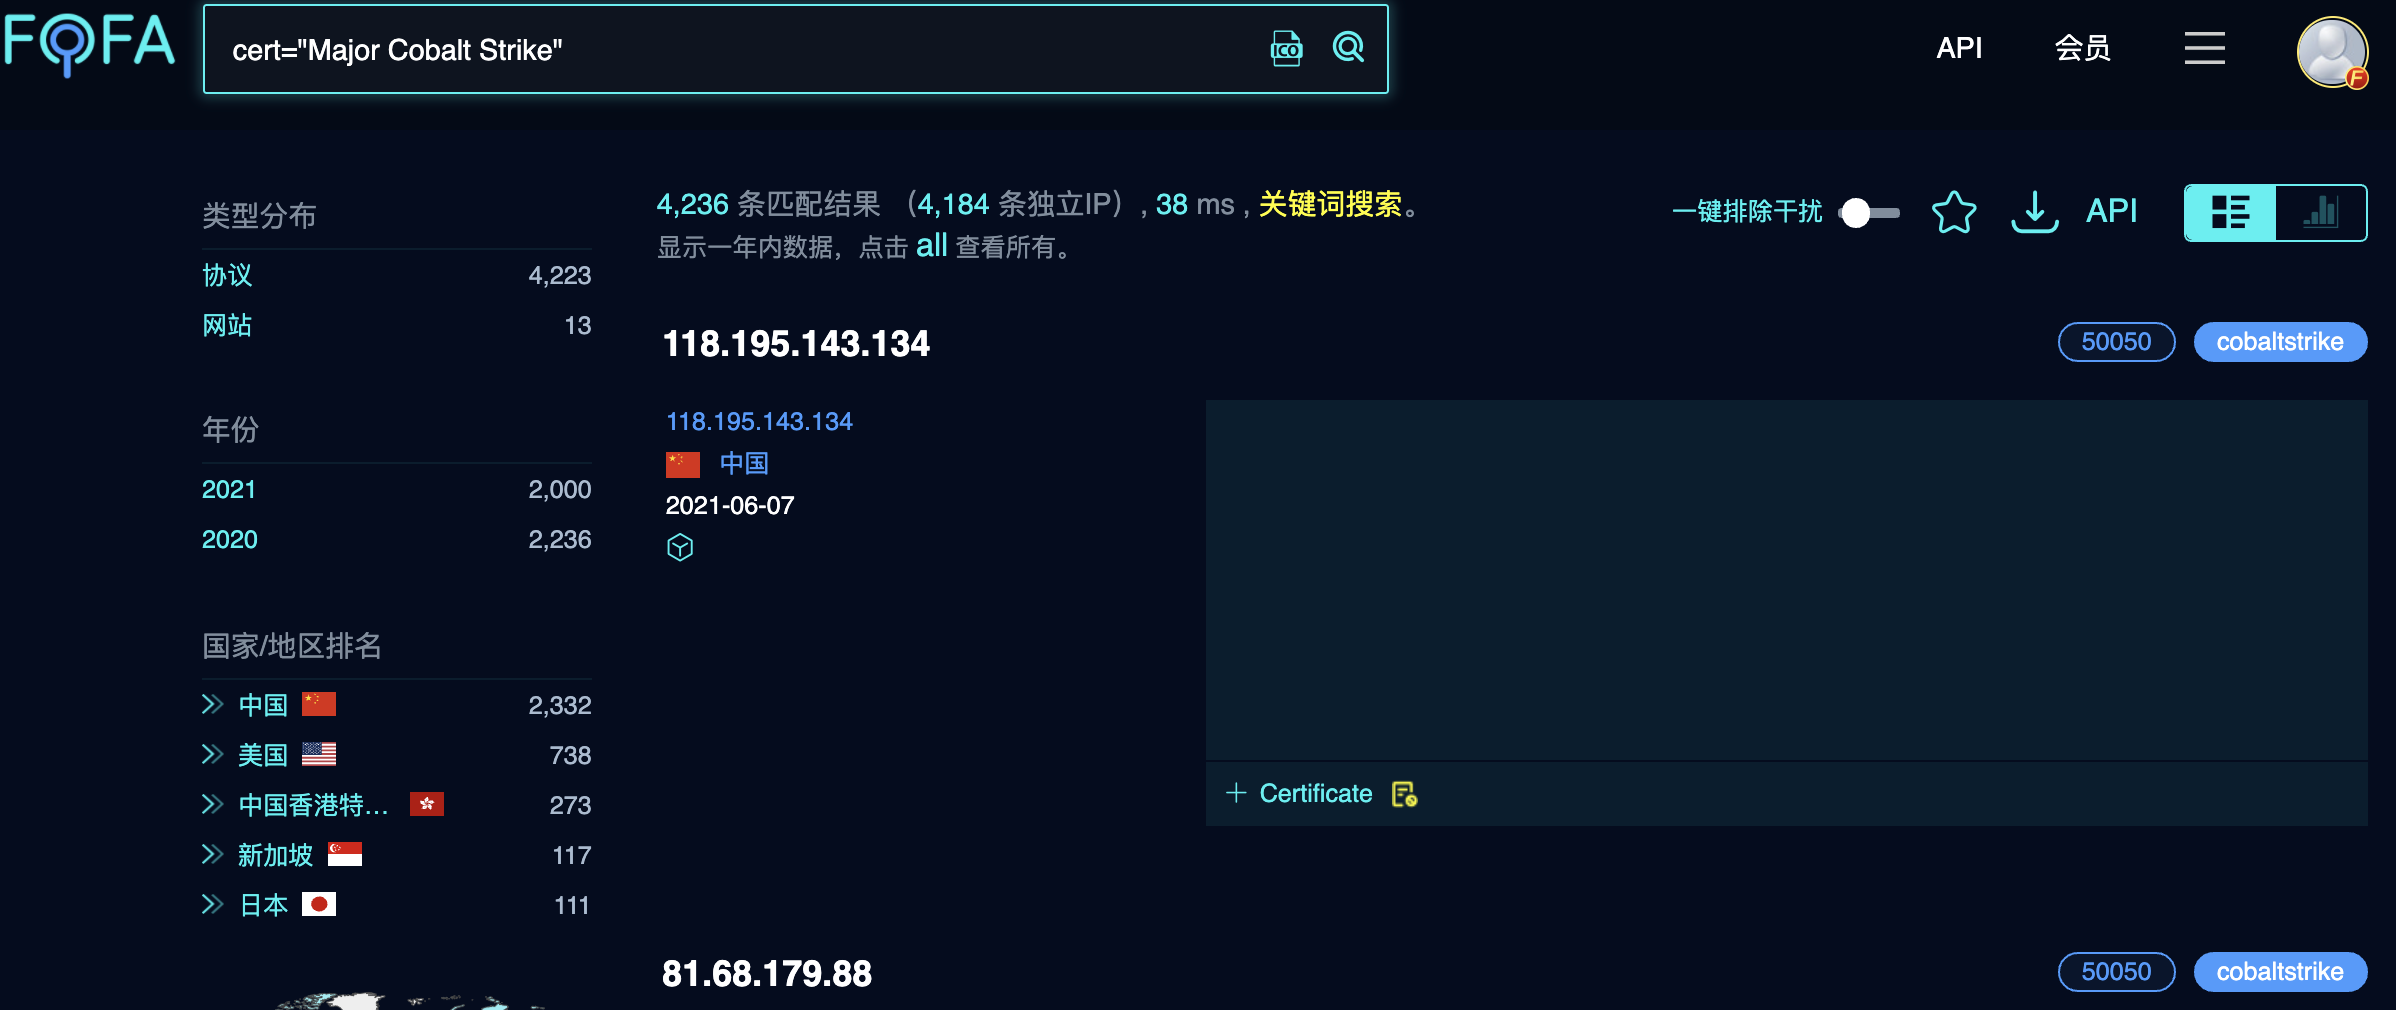 FOFA
cert="Major Cobalt Strike"
ICO
API
会员
F
类型分布
协议 4,223
网站 13
年份
2021 2,000
2020 2,236
国家/地区排名
中国 2,332
美国 738
中国香港特... 273
新加坡 117
日本 111
4,236 条匹配结果 （4,184 条独立IP）, 38 ms , 关键词搜索。
显示一年内数据，点击 all 查看所有。
一键排除干扰
API
118.195.143.134
50050
cobaltstrike
118.195.143.134
中国
2021-06-07
+ Certificate
81.68.179.88
50050
cobaltstrike